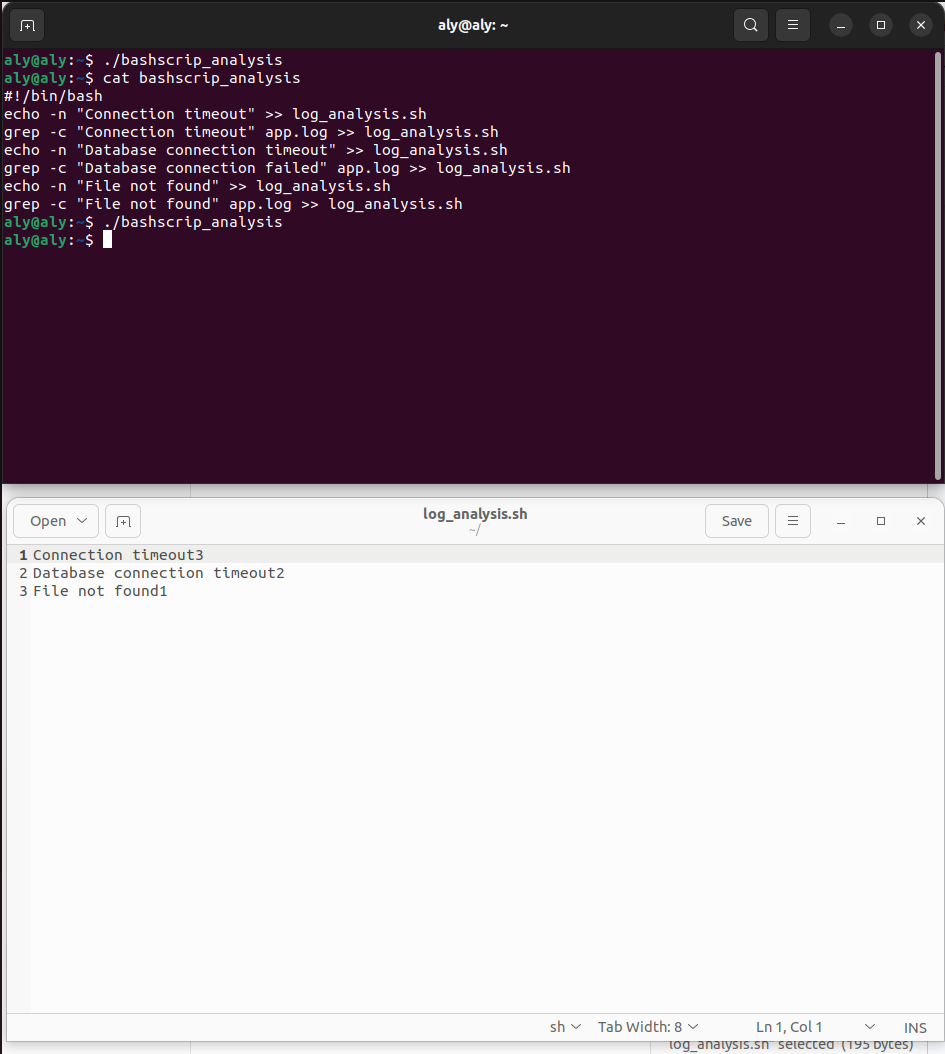 aly@aly: ~
aly@aly:~$ ./bashscrip_analysis
aly@aly:~$ cat bashscrip_analysis
#!/bin/bash
echo -n "Connection timeout" >> log_analysis.sh
grep -c "Connection timeout" app.log >> log_analysis.sh
echo -n "Database connection timeout" >> log_analysis.sh
grep -c "Database connection failed" app.log >> log_analysis.sh
echo -n "File not found" >> log_analysis.sh
grep -c "File not found" app.log >> log_analysis.sh
aly@aly:~$ ./bashscrip_analysis
aly@aly:~$
Open
log_analysis.sh
~/
Save
1 Connection timeout3
2 Database connection timeout2
3 File not found1
sh
Tab Width: 8
Ln 1, Col 1
INS
"log_analysis.sh" selected (195 bytes)